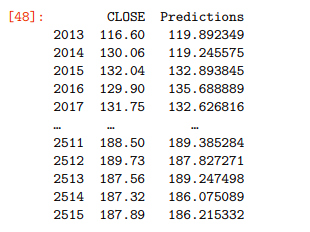 [48]: CLOSE Predictions
2013 116.60 119.892349
2014 130.06 119.245575
2015 132.04 132.893845
2016 129.90 135.688889
2017 131.75 132.626816
… … …
2511 188.50 189.385284
2512 189.73 187.827271
2513 187.56 189.247498
2514 187.32 186.075089
2515 187.89 186.215332